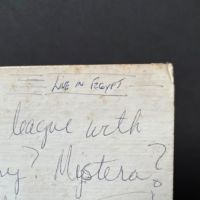 LIVE IN EGYPT
league with
ny? Mystera?